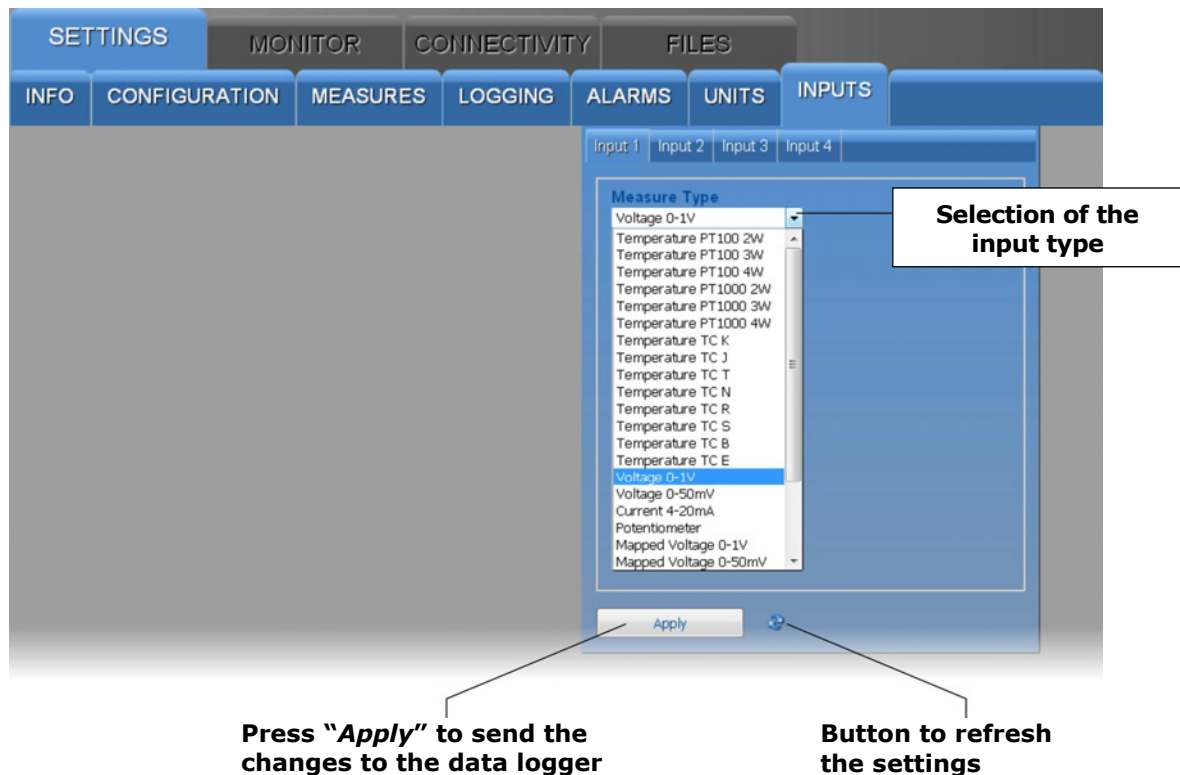 SETTINGS MONITOR CONNECTIVITY FILES
INFO CONFIGURATION MEASURES LOGGING ALARMS UNITS INPUTS
Input 1 Input 2 Input 3 Input 4
Measure Type
Voltage 0-1V
Temperature PT100 2W
Temperature PT100 3W
Temperature PT100 4W
Temperature PT1000 2W
Temperature PT1000 3W
Temperature PT1000 4W
Temperature TC K
Temperature TC J
Temperature TC T
Temperature TC N
Temperature TC R
Temperature TC S
Temperature TC B
Temperature TC E
Voltage 0-1V
Voltage 0-50mV
Current 4-20mA
Potentiometer
Mapped Voltage 0-1V
Mapped Voltage 0-50mV
Selection of the
input type
Apply
Press “Apply” to send the
changes to the data logger
Button to refresh
the settings